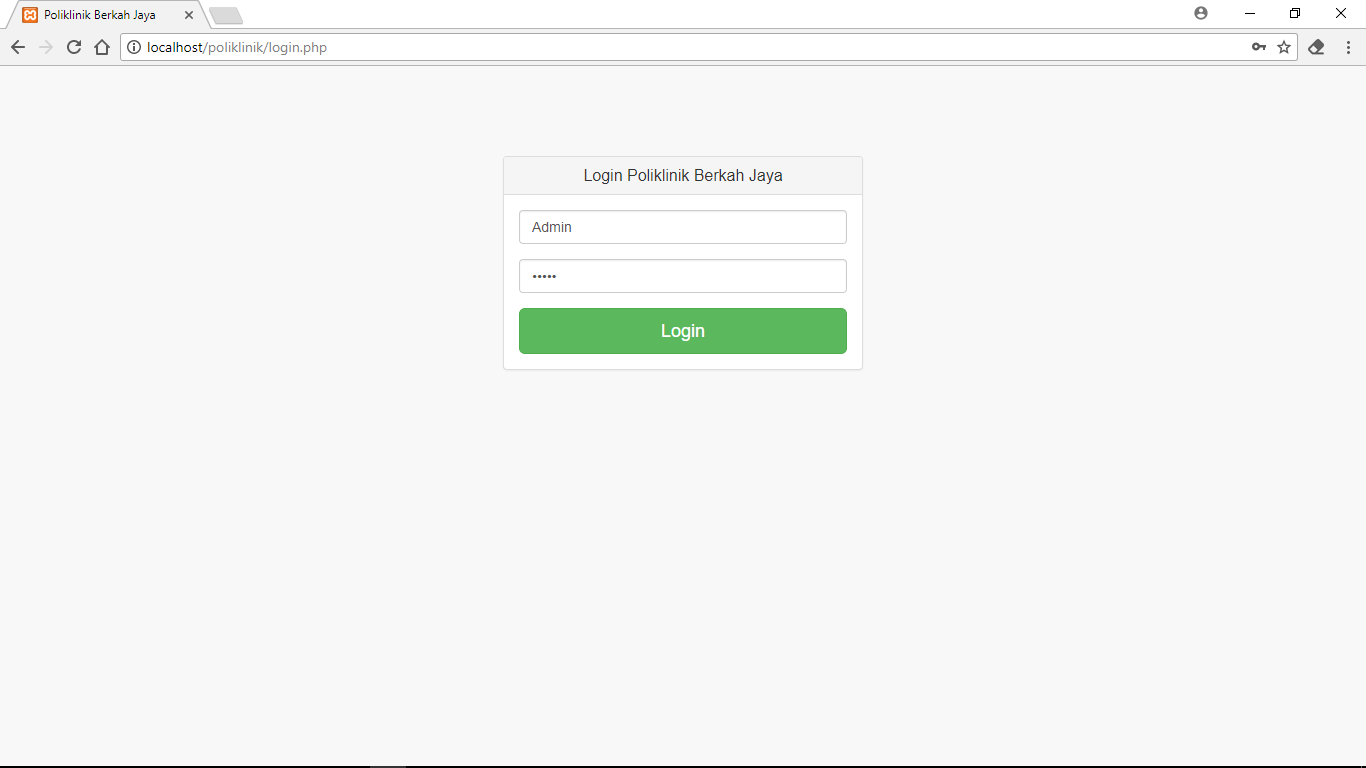 Poliklinik Berkah Jaya
localhost/poliklinik/login.php
Login Poliklinik Berkah Jaya
Admin
•••••
Login